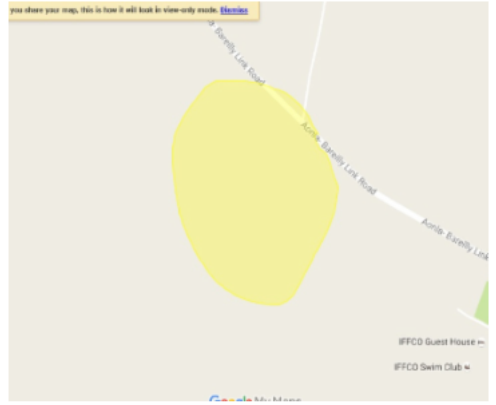 you share your map, this is how it will look in view-only mode. Dismiss
Aonla- Bareilly Link Road
Aonla- Bareilly Link Road
Aonla- Bareilly Link
IFFCO Guest House
IFFCO Swim Club
Google My Maps